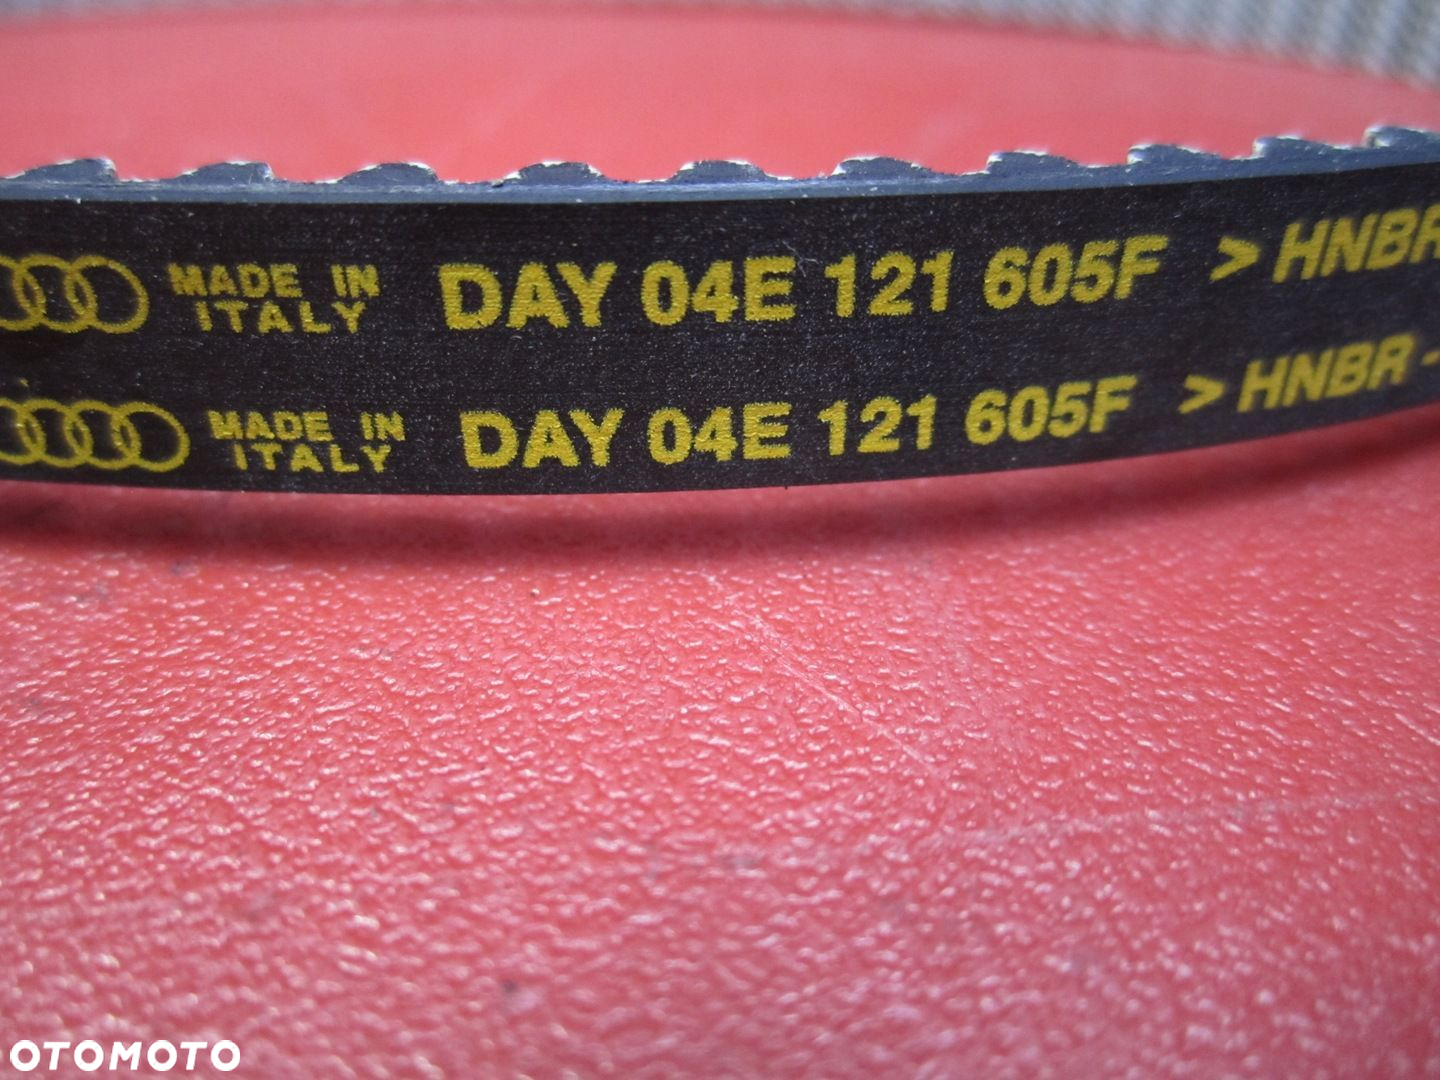 MADE IN
ITALY
DAY 04E 121 605F > HNBR
MADE IN
ITALY
DAY 04E 121 605F > HNBR -
OTOMOTO